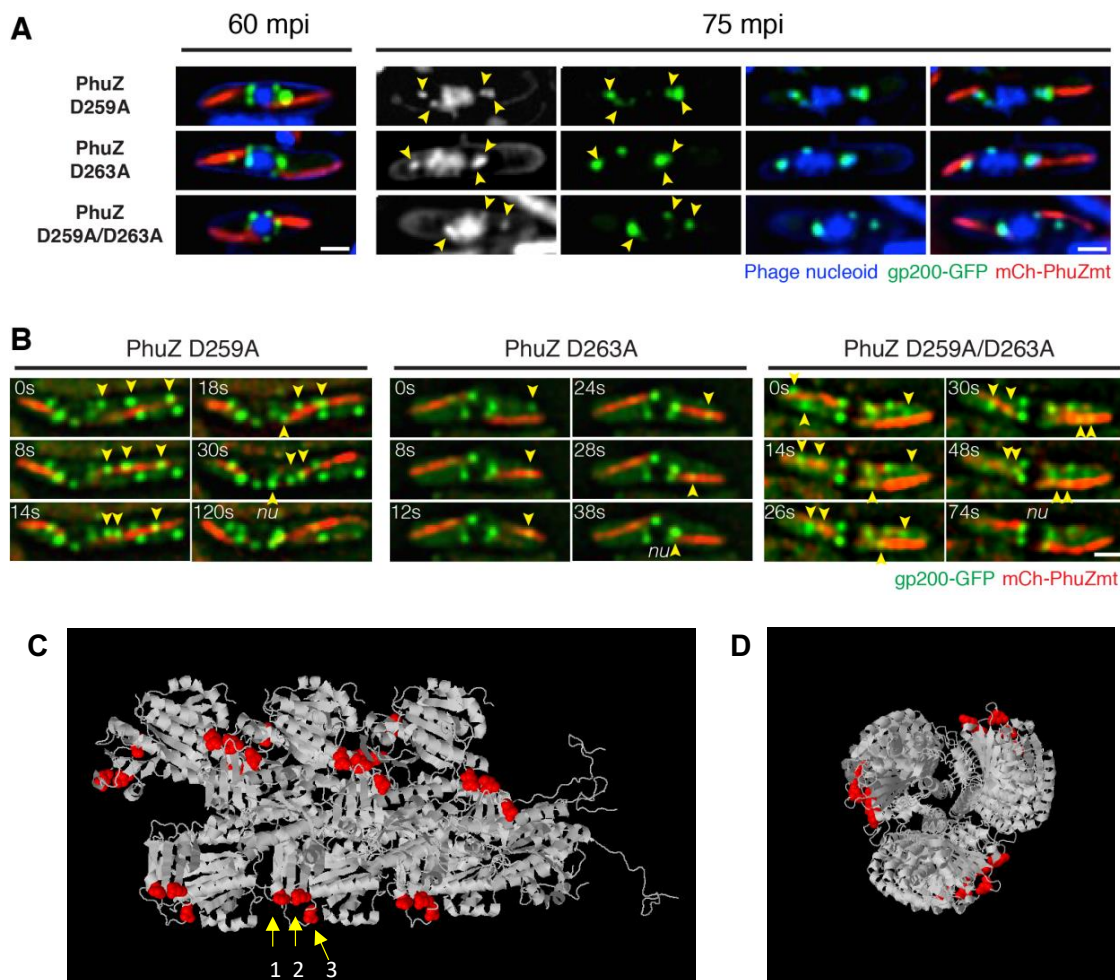 A
60 mpi
75 mpi
PhuZ
D259A
PhuZ
D263A
PhuZ
D259A/D263A
Phage nucleoid gp200-GFP mCh-PhuZmt
B
PhuZ D259A
PhuZ D263A
PhuZ D259A/D263A
0s 18s 0s 24s 0s 30s
8s 30s 8s 28s 14s 48s
nu
14s 120s 12s 38s 26s 74s
nu nu
gp200-GFP mCh-PhuZmt
C
D
1 2 3